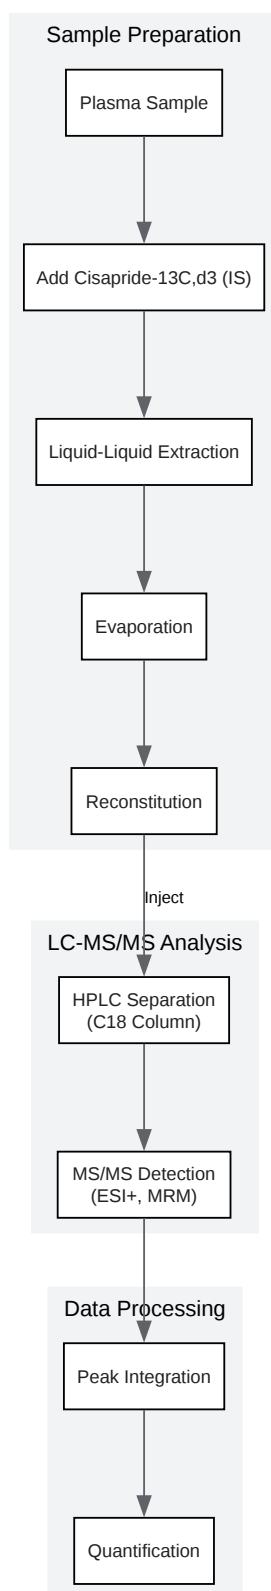 Sample Preparation
Plasma Sample
Add Cisapride-13C,d3 (IS)
Liquid-Liquid Extraction
Evaporation
Reconstitution
Inject
LC-MS/MS Analysis
HPLC Separation
(C18 Column)
MS/MS Detection
(ESI+, MRM)
Data Processing
Peak Integration
Quantification